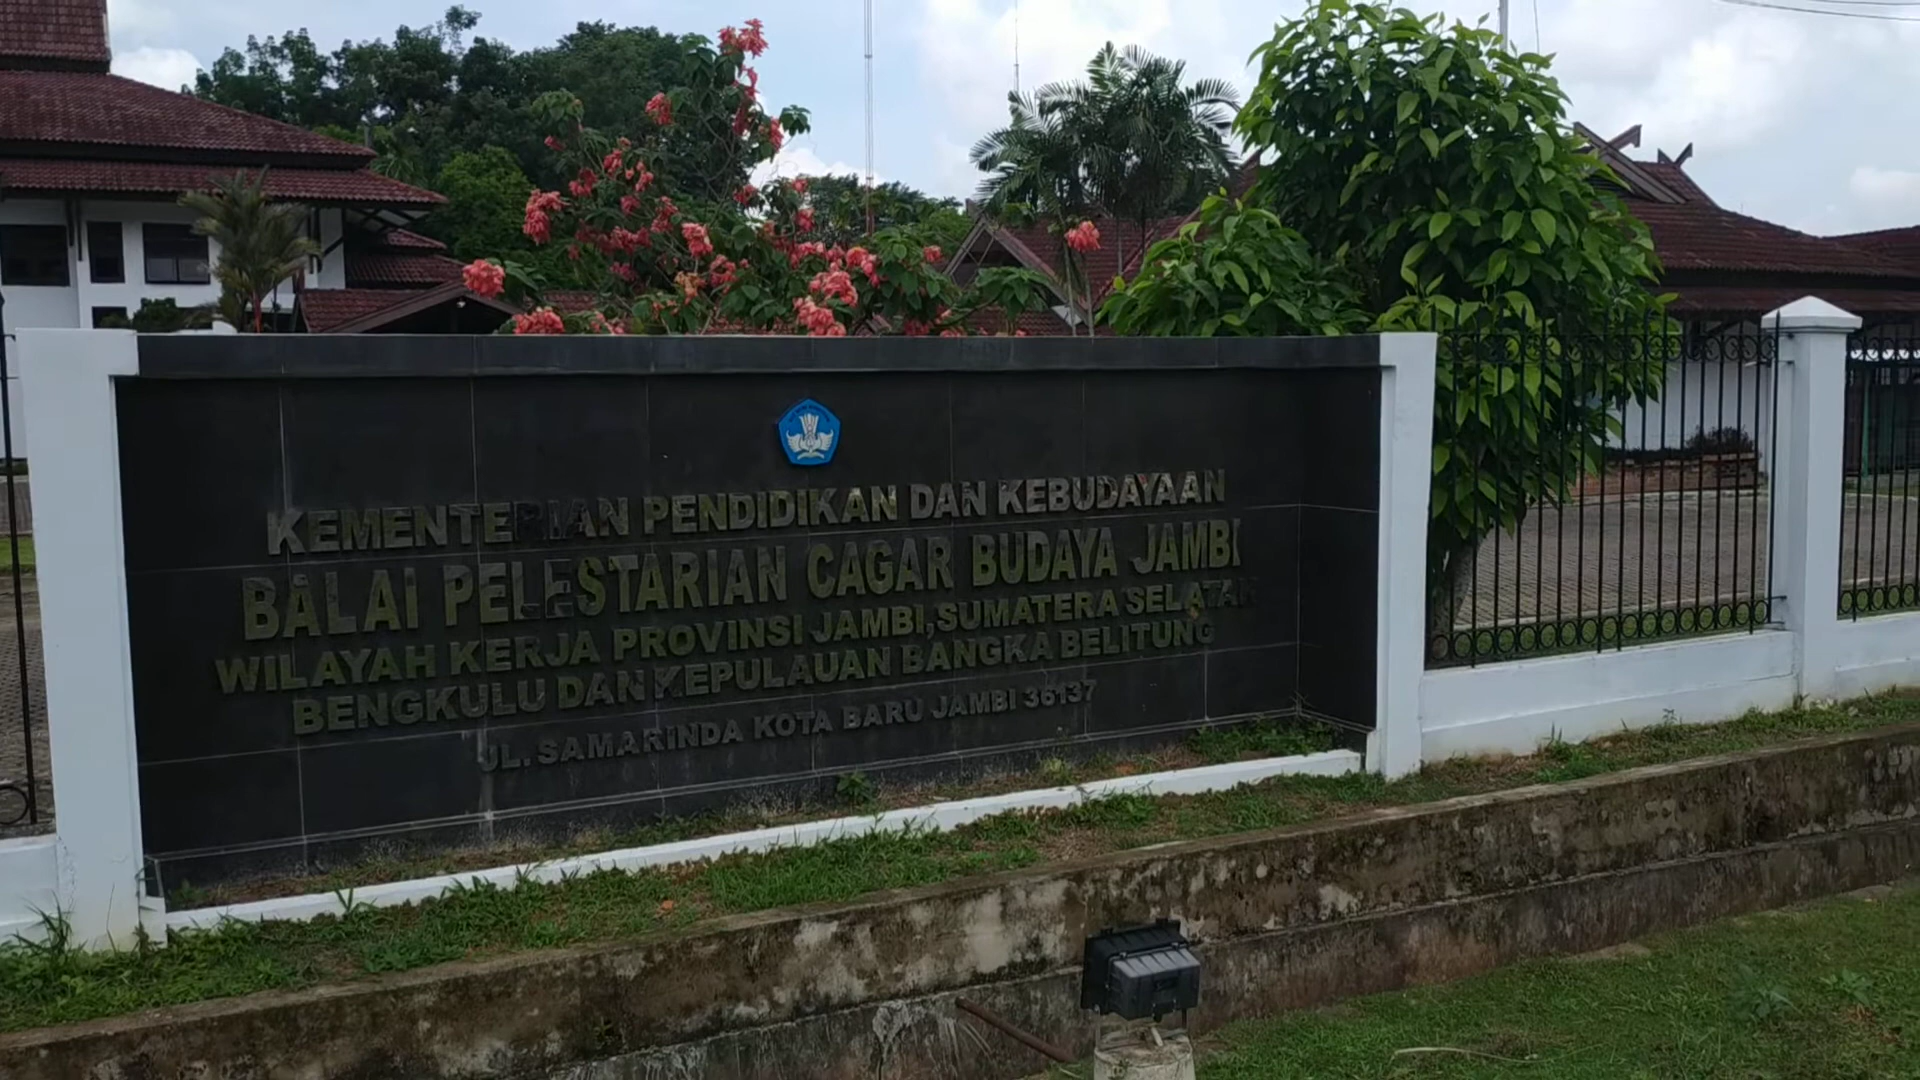 KEMENTERIAN PENDIDIKAN DAN KEBUDAYAAN
BALAI PELESTARIAN CAGAR BUDAYA JAMBI
WILAYAH KERJA PROVINSI JAMBI,SUMATERA SELATAN
BENGKULU DAN KEPULAUAN BANGKA BELITUNG
JL. SAMARINDA KOTA BARU JAMBI 36137